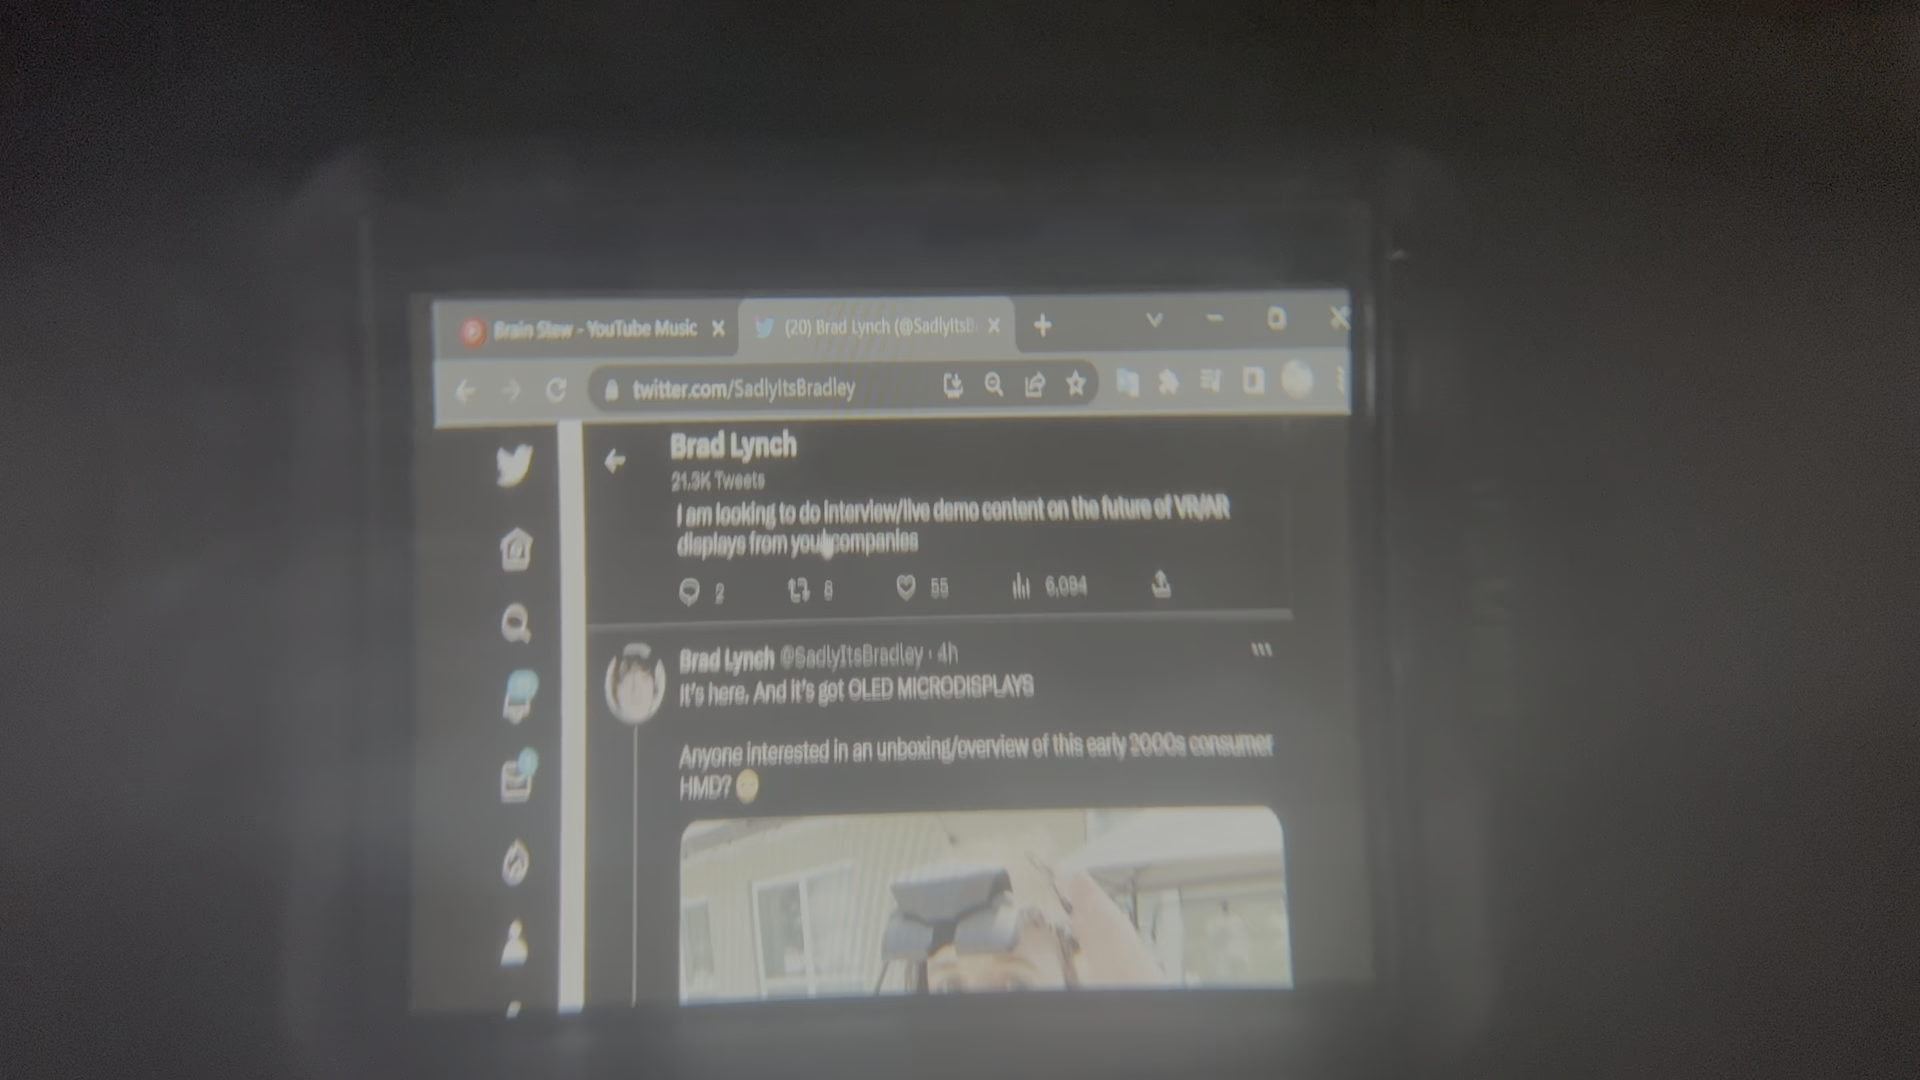 Brain Stew - YouTube Music
(20) Brad Lynch (@SadlyItsB
twitter.com/SadlyItsBradley
Brad Lynch
21.3K Tweets
I am looking to do interview/live demo content on the future of VR/AR
displays from you companies
2 6 55 6,094
Brad Lynch @SadlyItsBradley · 4h
It's here. And it's got OLED MICRODISPLAYS
Anyone interested in an unboxing/overview of this early 2000s consumer
HMD? 😳